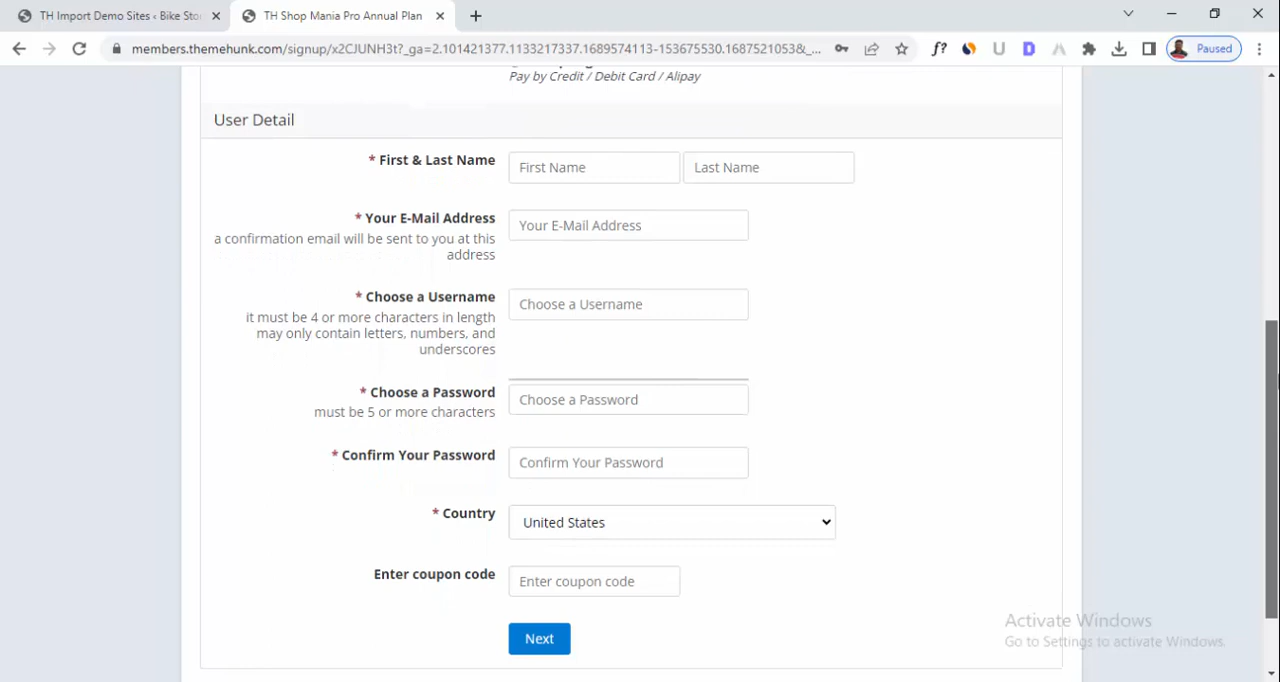 TH Import Demo Sites ‹ Bike Sto
TH Shop Mania Pro Annual Plan
members.themehunk.com/signup/x2CJUNH3t?_ga=2.101421377.1133217337.1689574113-153675530.1687521053&_...
f?
U
D
Paused
Pay by Credit / Debit Card / Alipay
User Detail
* First & Last Name
First Name
Last Name
* Your E-Mail Address
a confirmation email will be sent to you at this
address
Your E-Mail Address
* Choose a Username
it must be 4 or more characters in length
may only contain letters, numbers, and
underscores
Choose a Username
* Choose a Password
must be 5 or more characters
Choose a Password
* Confirm Your Password
Confirm Your Password
* Country
United States
Enter coupon code
Enter coupon code
Next
Activate Windows
Go to Settings to activate Windows.